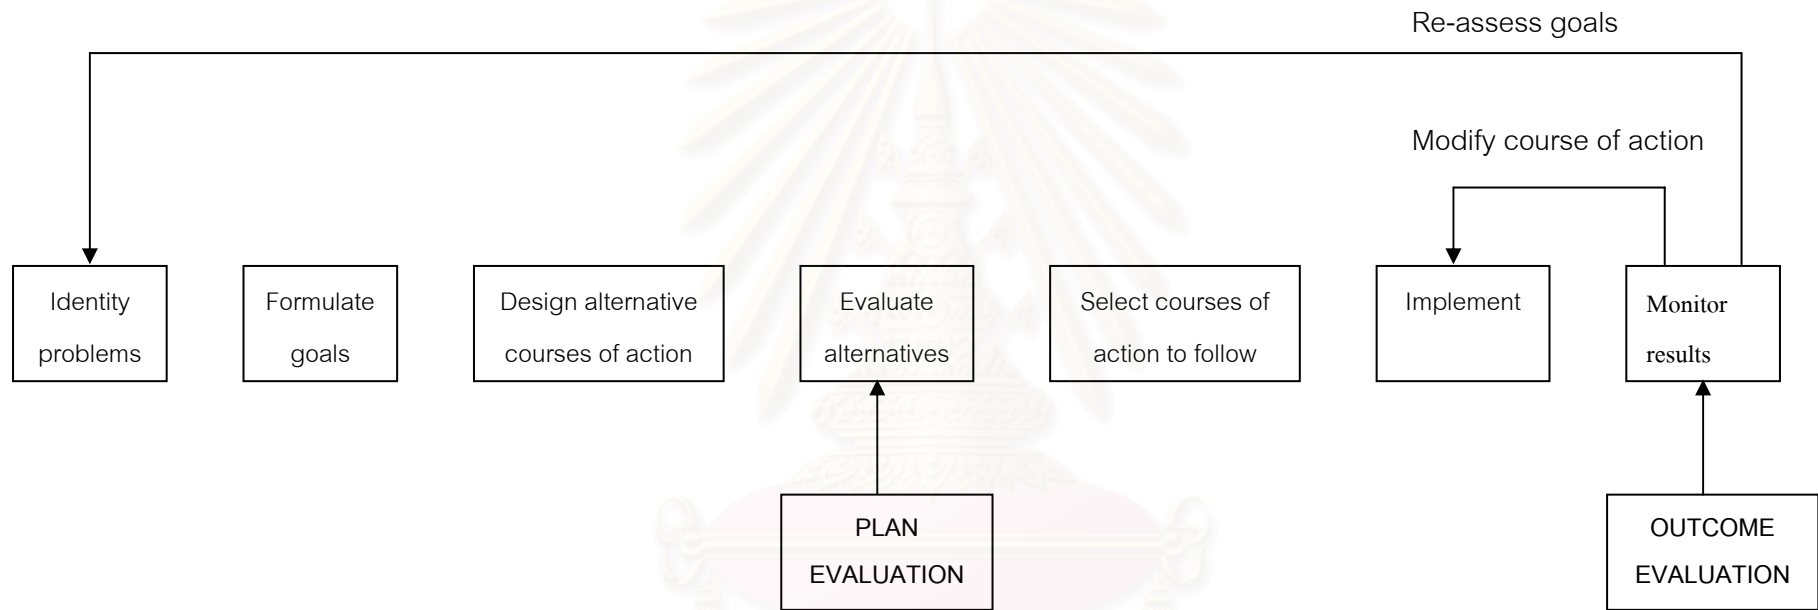 Re-assess goals
Modify course of action
Identity
problems
Formulate
goals
Design alternative
courses of action
Evaluate
alternatives
Select courses of
action to follow
Implement
Monitor
results
PLAN
EVALUATION
OUTCOME
EVALUATION